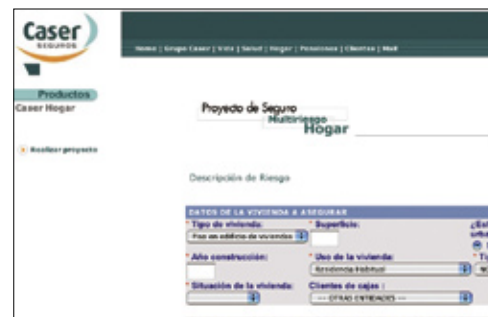 Caser
SEGUROS
Home | Grupo Caser | Vida | Salud | Hogar | Pensiones | Clientes | Mail
Productos
Caser Hogar
Realizar proyecto
Proyecto de Seguro
Multirriesgo
Hogar
Descripción de Riesgo
DATOS DE LA VIVIENDA A ASEGURAR
* Tipo de vivienda: * Superficie:
Piso en edificio de viviendas
* Año construcción: * Uso de la vivienda:
Residencia Habitual
* Situación de la vivienda: Clientes de cajas :
--- OTRAS ENTIDADES ---